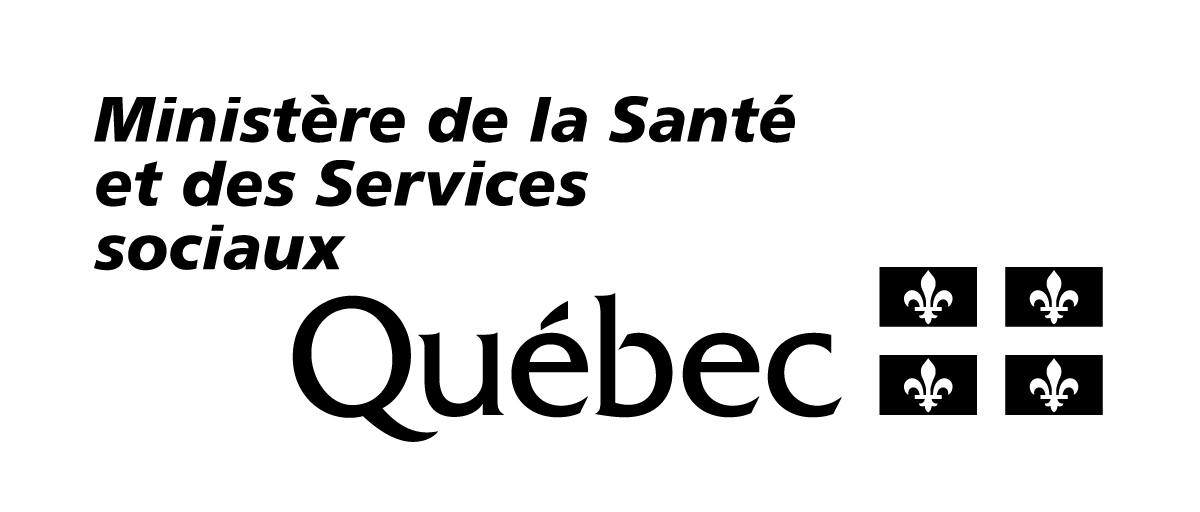 Ministère de la Santé
et des Services
sociaux
Québec